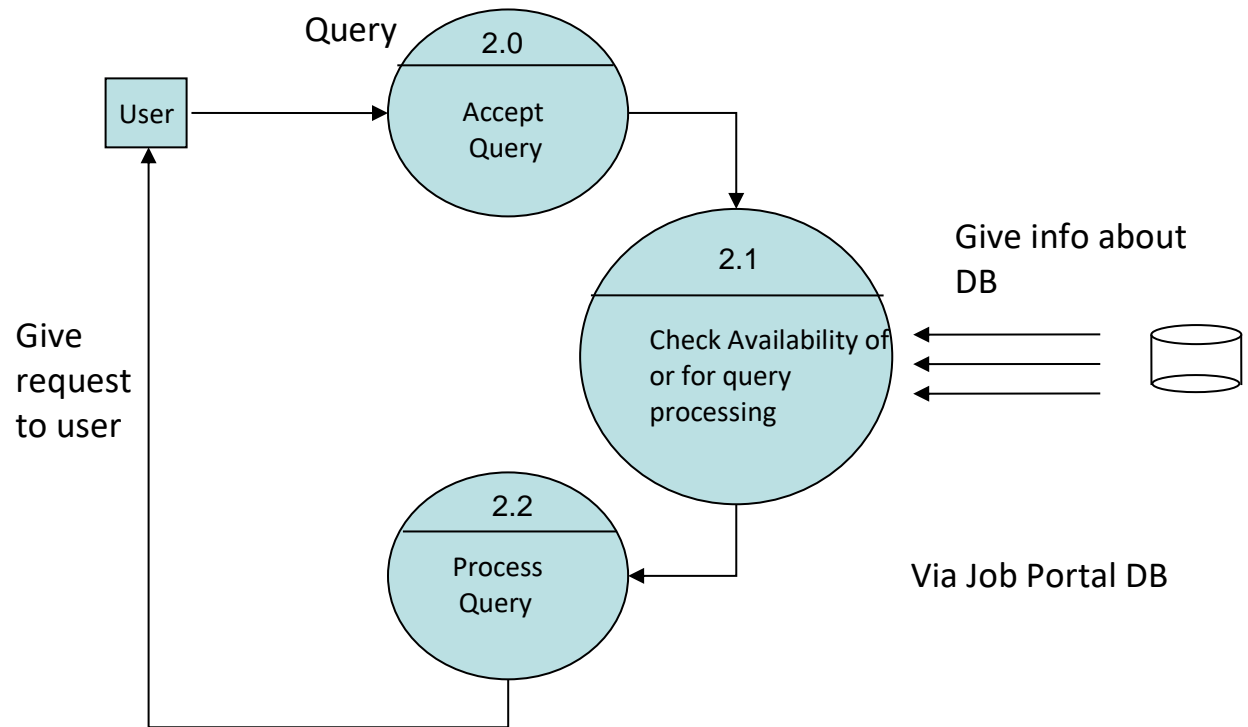 Query
2.0
User
Accept
Query
2.1
Give info about
DB
Check Availability of
or for query
processing
Give
request
to user
2.2
Process
Query
Via Job Portal DB